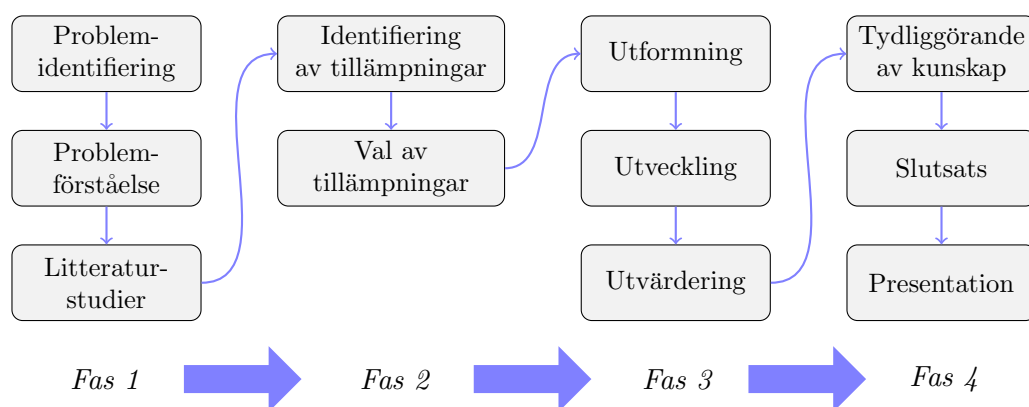 Problem-
identifiering
Problem-
förståelse
Litteratur-
studier
Identifiering
av tillämpningar
Val av
tillämpningar
Utformning
Utveckling
Utvärdering
Tydliggörande
av kunskap
Slutsats
Presentation
Fas 1
Fas 2
Fas 3
Fas 4